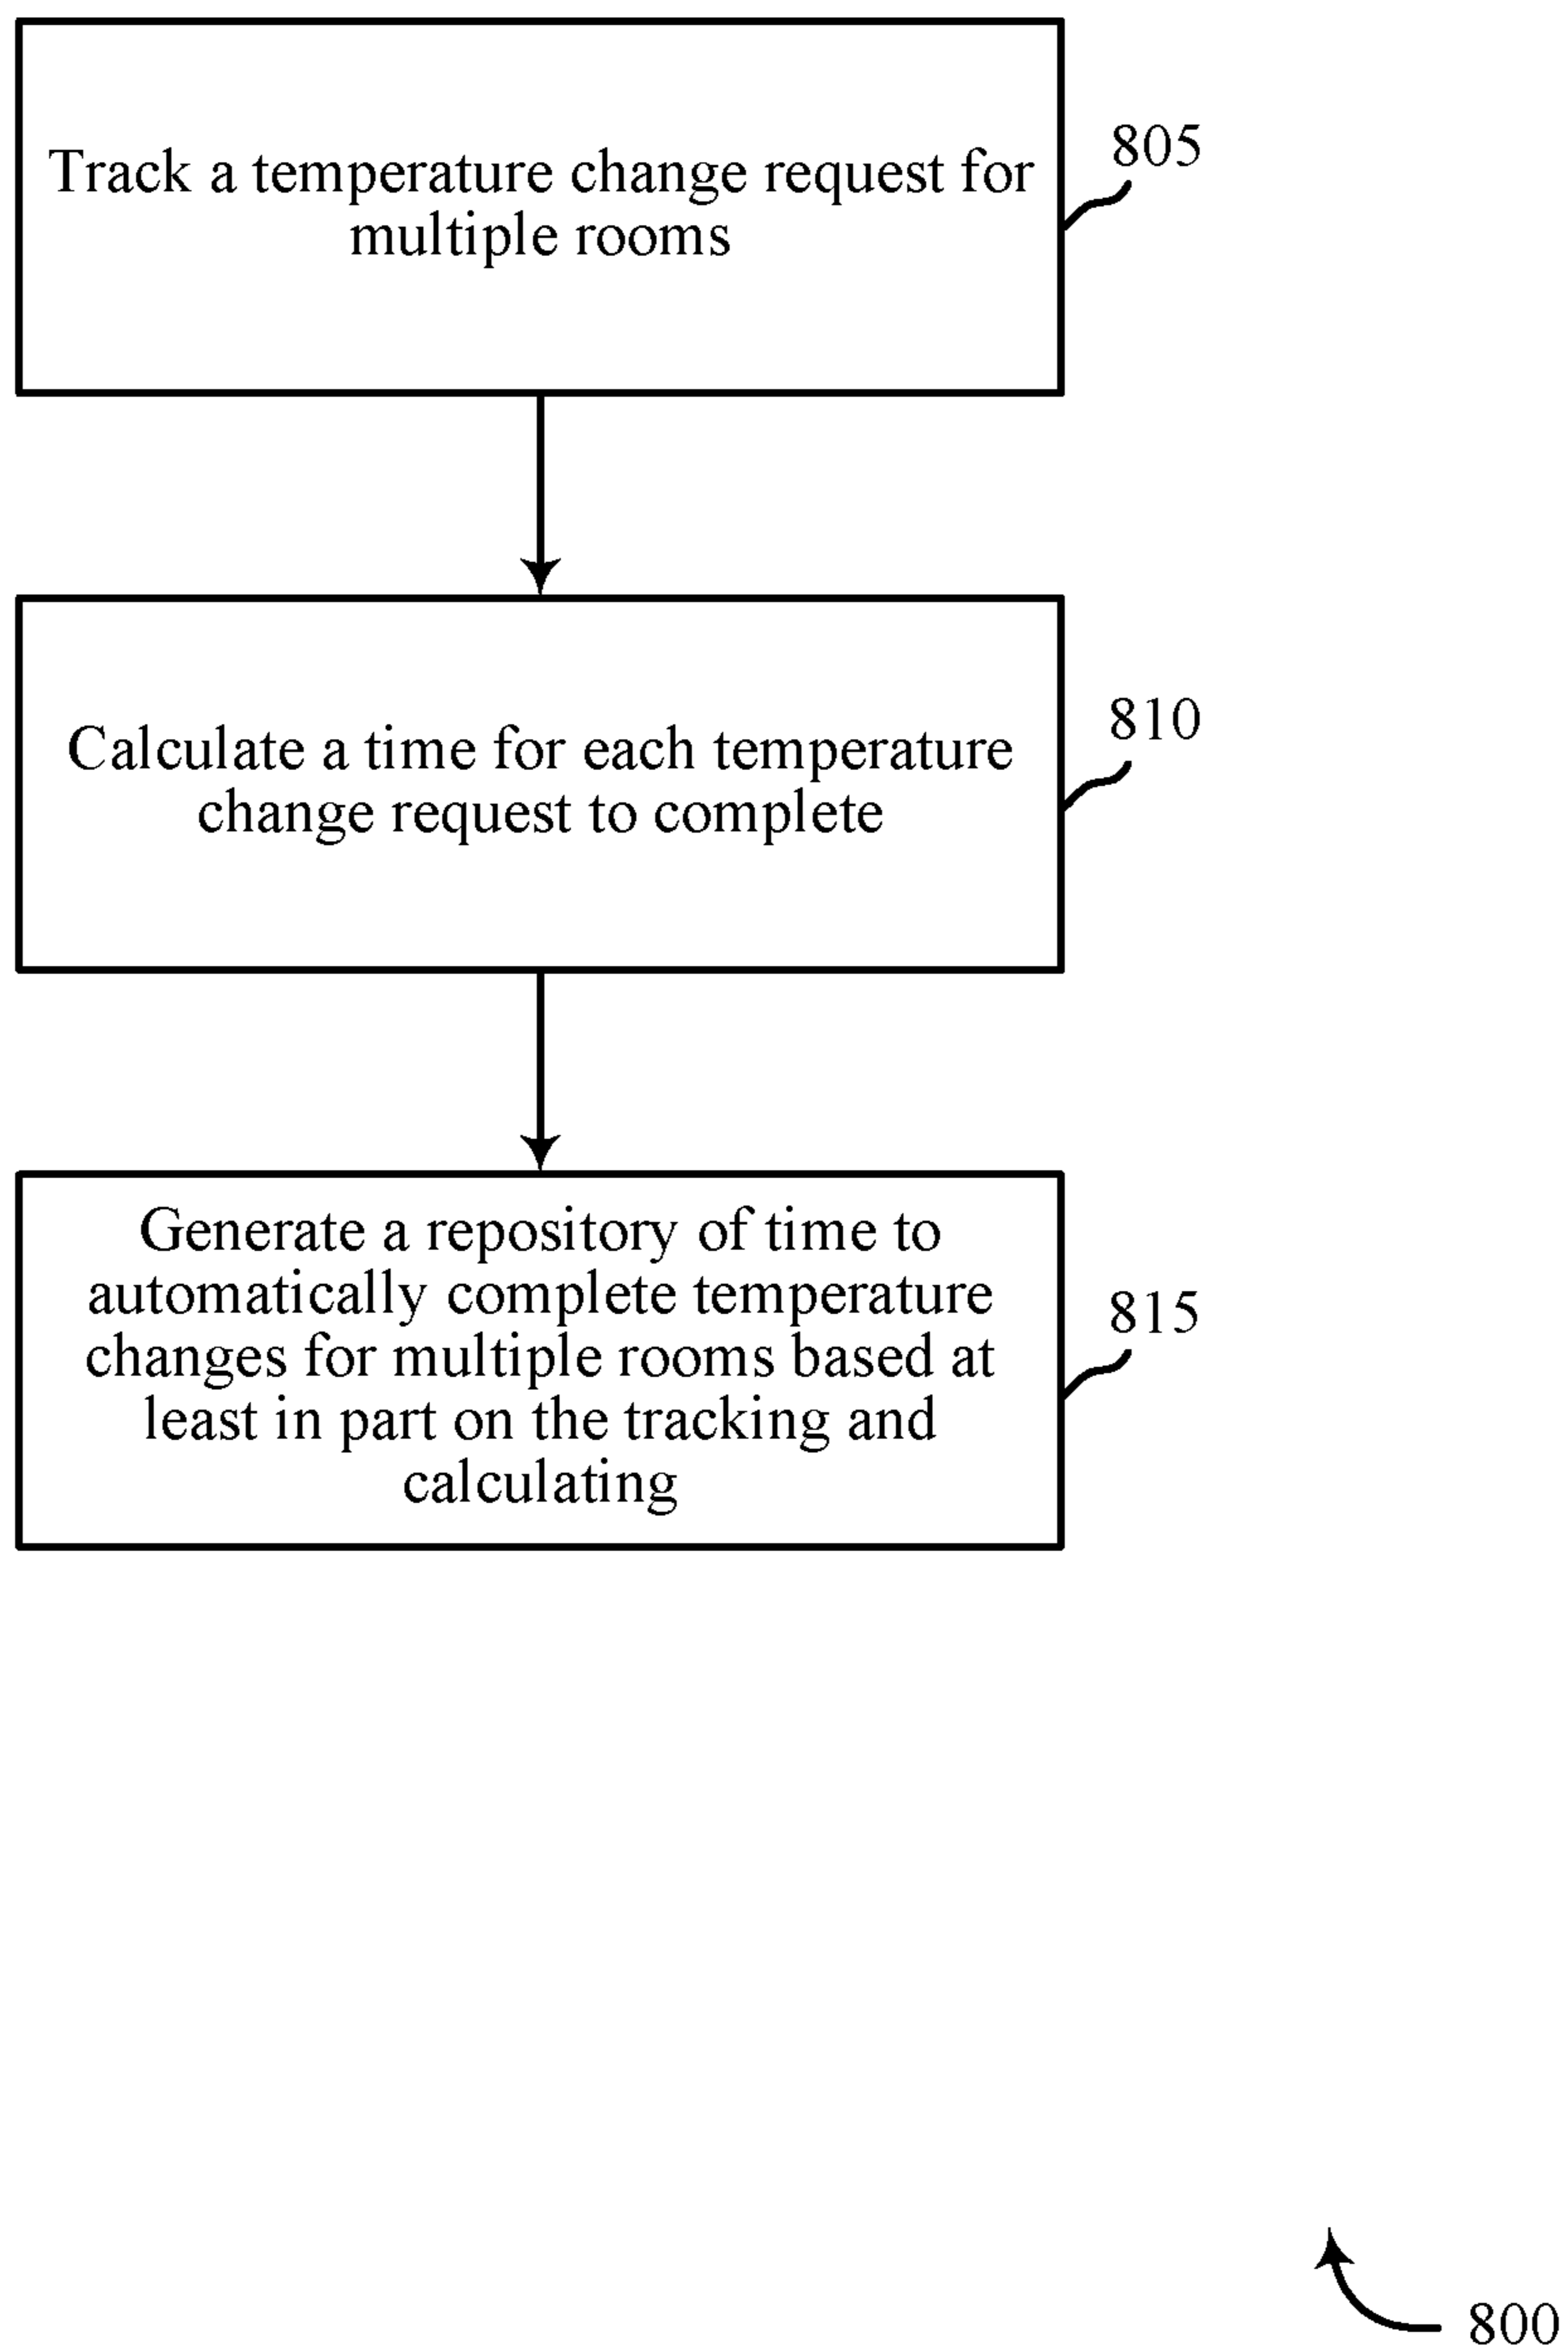 Track a temperature change request for
multiple rooms
805
Calculate a time for each temperature
change request to complete
810
Generate a repository of time to
automatically complete temperature
changes for multiple rooms based at
least in part on the tracking and
calculating
815
800